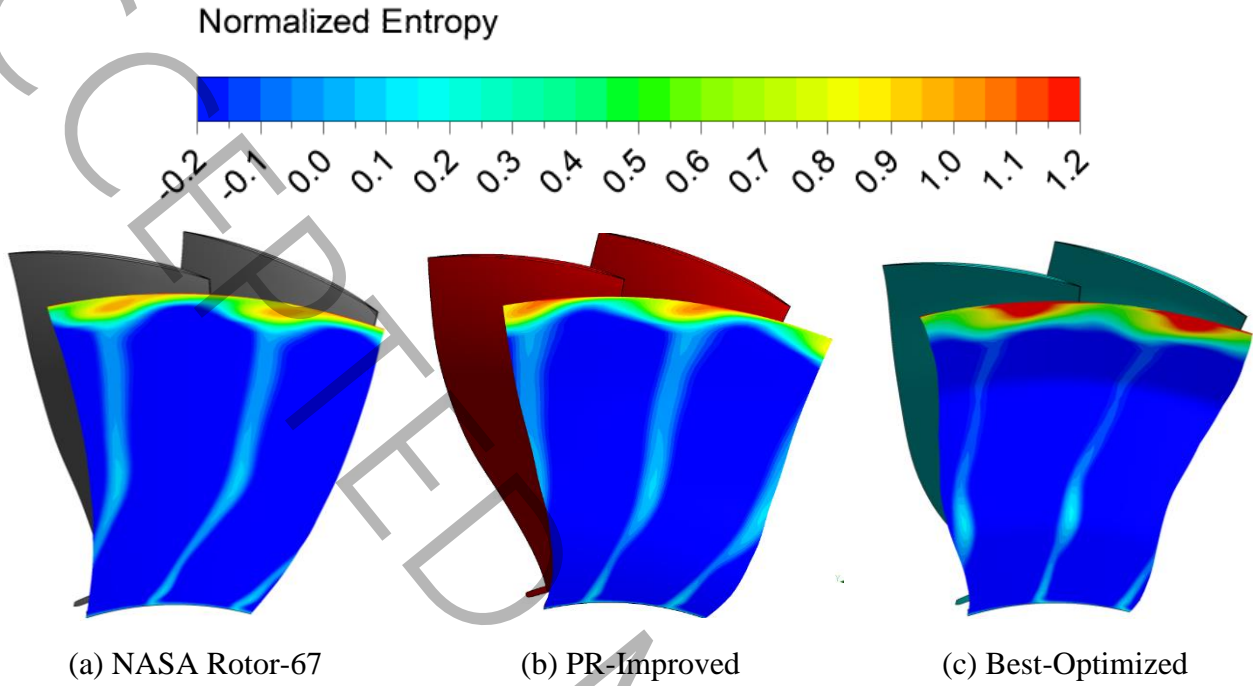 Normalized Entropy
-0.2 -0.1 0.0 0.1 0.2 0.3 0.4 0.5 0.6 0.7 0.8 0.9 1.0 1.1 1.2
(a) NASA Rotor-67 (b) PR-Improved (c) Best-Optimized
CCEPTED